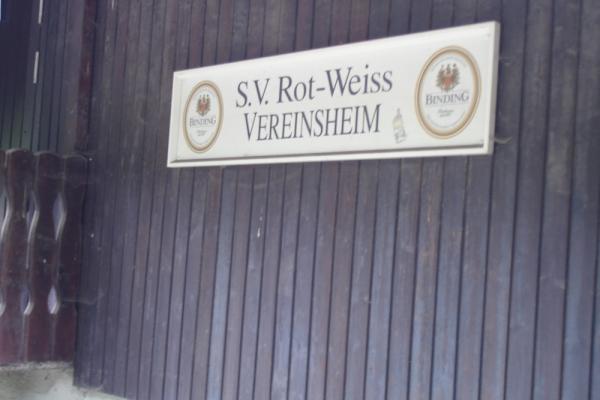 S.V. Rot-Weiss
VEREINSHEIM
BINDING
BINDING